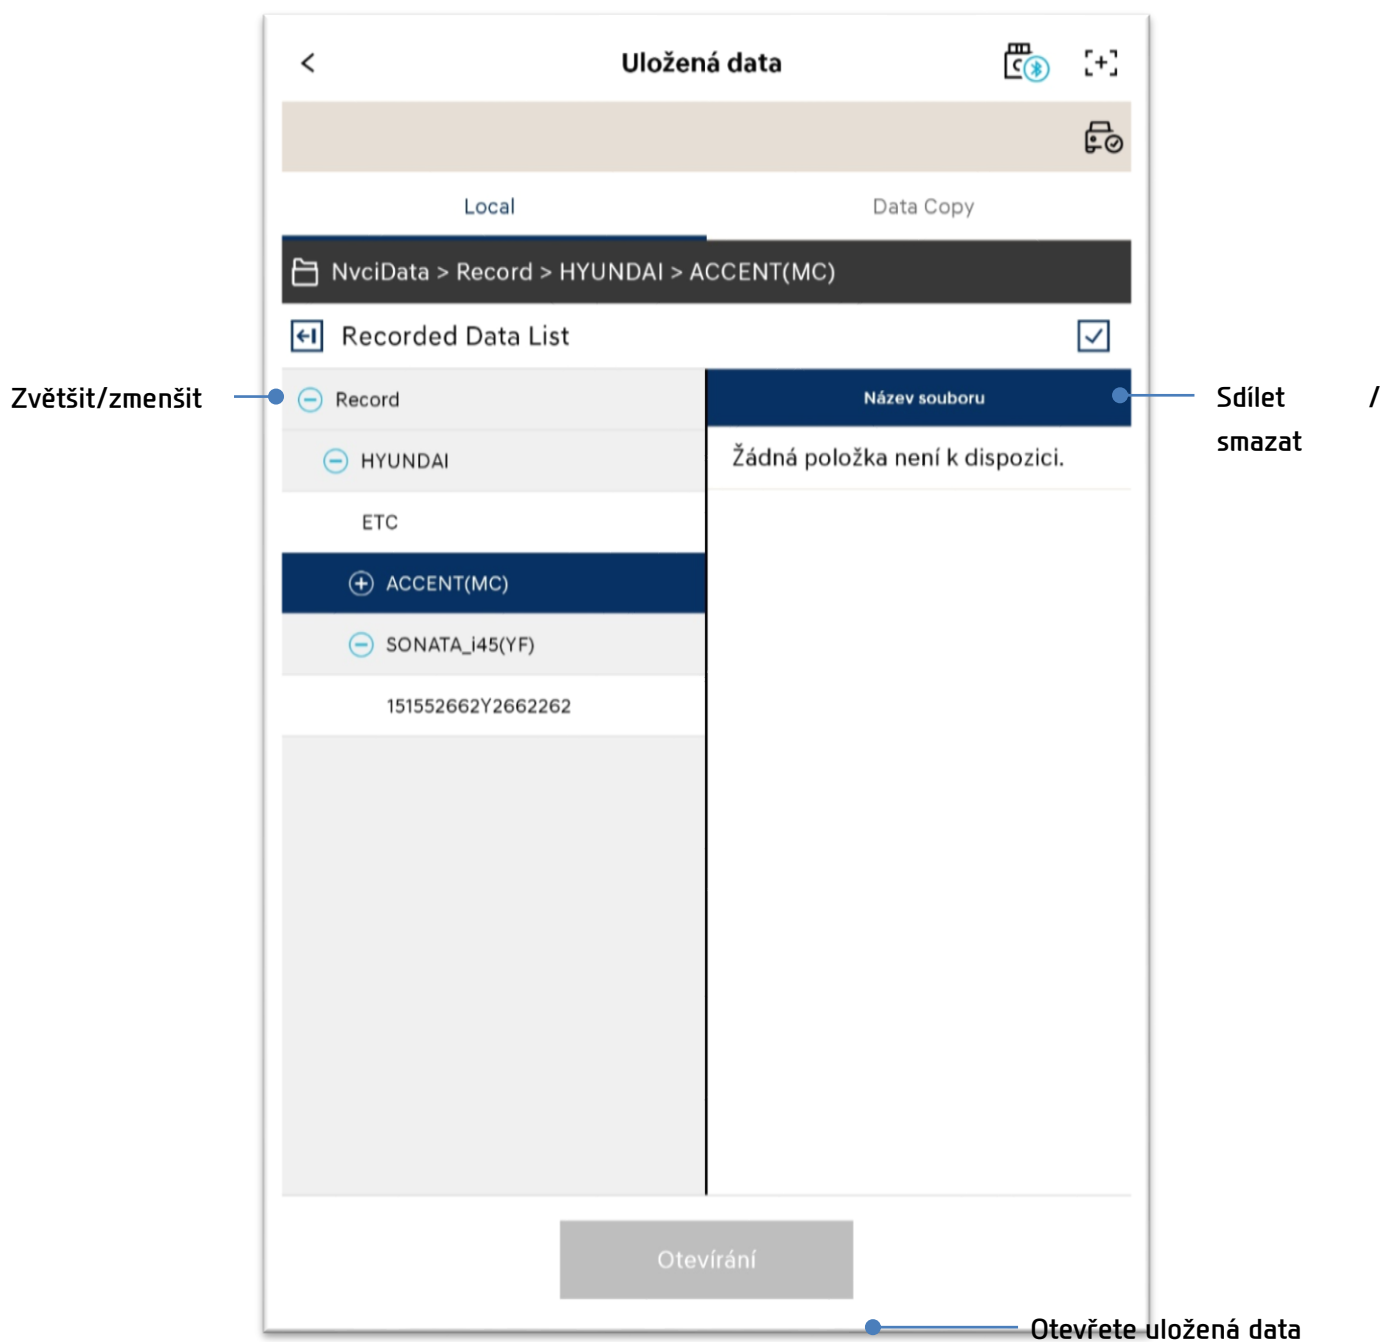 Uložená data
Local
Data Copy
NvciData > Record > HYUNDAI > ACCENT(MC)
Recorded Data List
Zvětšit/zmenšit
Record
Název souboru
Sdílet /
smazat
HYUNDAI
Žádná položka není k dispozici.
ETC
ACCENT(MC)
SONATA_i45(YF)
151552662Y2662262
Otevírání
Otevřete uložená data